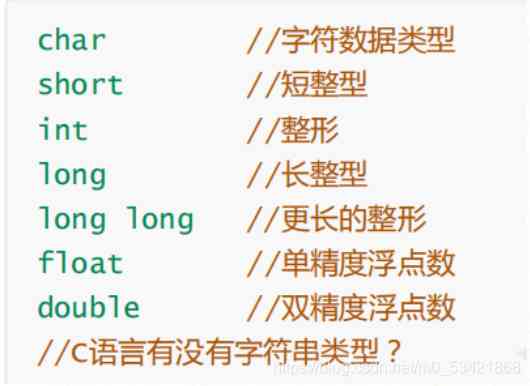 char //字符数据类型
short //短整型
int //整形
long //长整型
long long //更长的整形
float //单精度浮点数
double //双精度浮点数
//C语言有没有字符串类型？
https://blog.csdn.net/m0_59421868